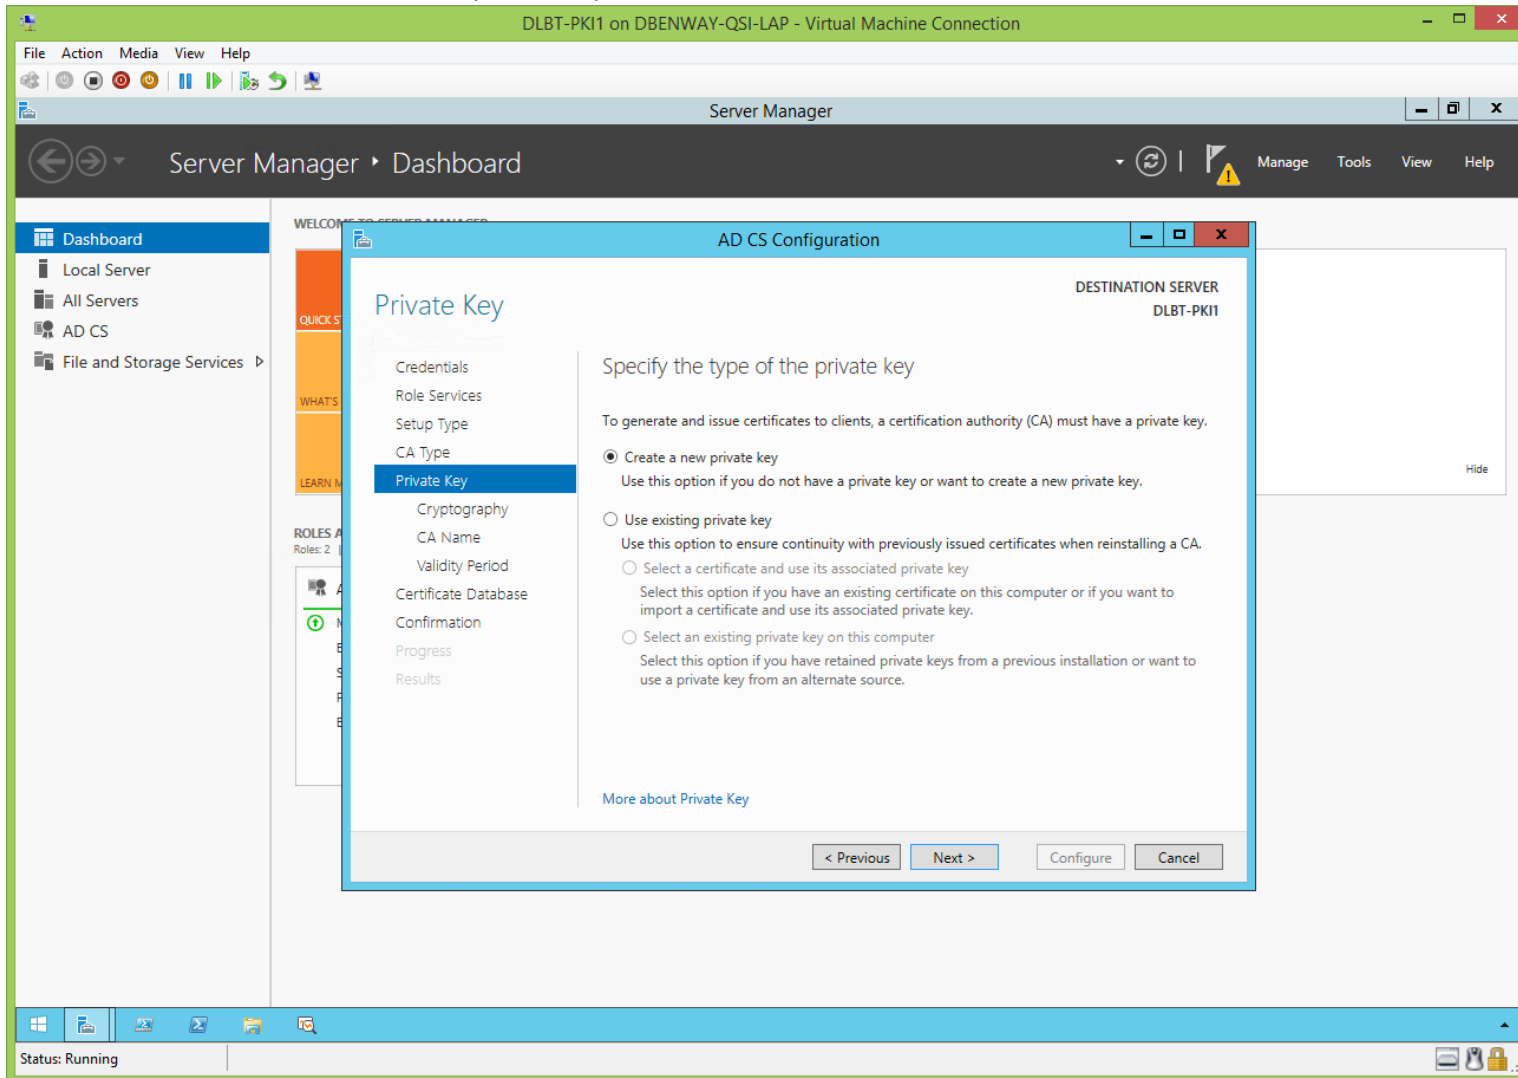 DLBT-PKI1 on DBENWAY-QSI-LAP - Virtual Machine Connection
File Action Media View Help
Server Manager
Server Manager • Dashboard
Manage Tools View Help
Dashboard
Local Server
All Servers
AD CS
File and Storage Services
WELCOME TO SERVER MANAGER
QUICK S
WHAT'S
LEARN M
Hide
ROLES A
Roles: 2
AD CS Configuration
Private Key
DESTINATION SERVER
DLBT-PKI1
Credentials
Role Services
Setup Type
CA Type
Private Key
Cryptography
CA Name
Validity Period
Certificate Database
Confirmation
Progress
Results
Specify the type of the private key
To generate and issue certificates to clients, a certification authority (CA) must have a private key.
Create a new private key
Use this option if you do not have a private key or want to create a new private key.
Use existing private key
Use this option to ensure continuity with previously issued certificates when reinstalling a CA.
Select a certificate and use its associated private key
Select this option if you have an existing certificate on this computer or if you want to
import a certificate and use its associated private key.
Select an existing private key on this computer
Select this option if you have retained private keys from a previous installation or want to
use a private key from an alternate source.
More about Private Key
< Previous Next > Configure Cancel
Status: Running